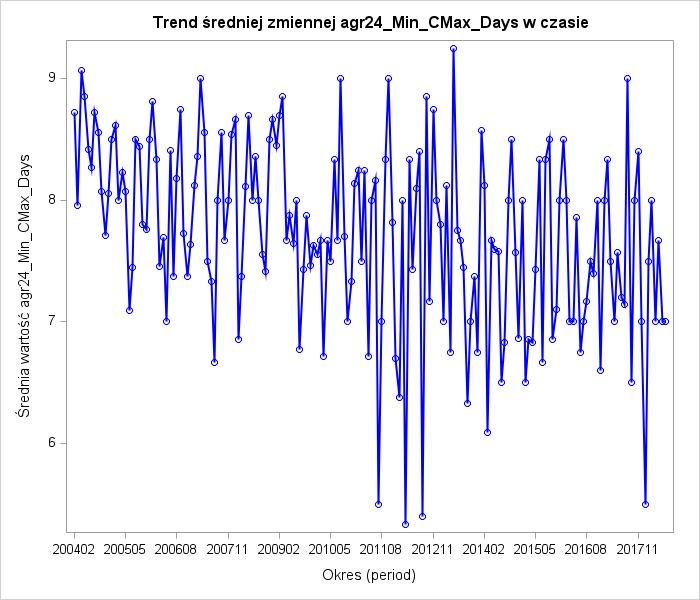 Trend średniej zmiennej agr24_Min_CMax_Days w czasie
Średnia wartość agr24_Min_CMax_Days
9
8
7
6
200402 200505 200608 200711 200902 201005 201108 201211 201402 201505 201608 201711
Okres (period)